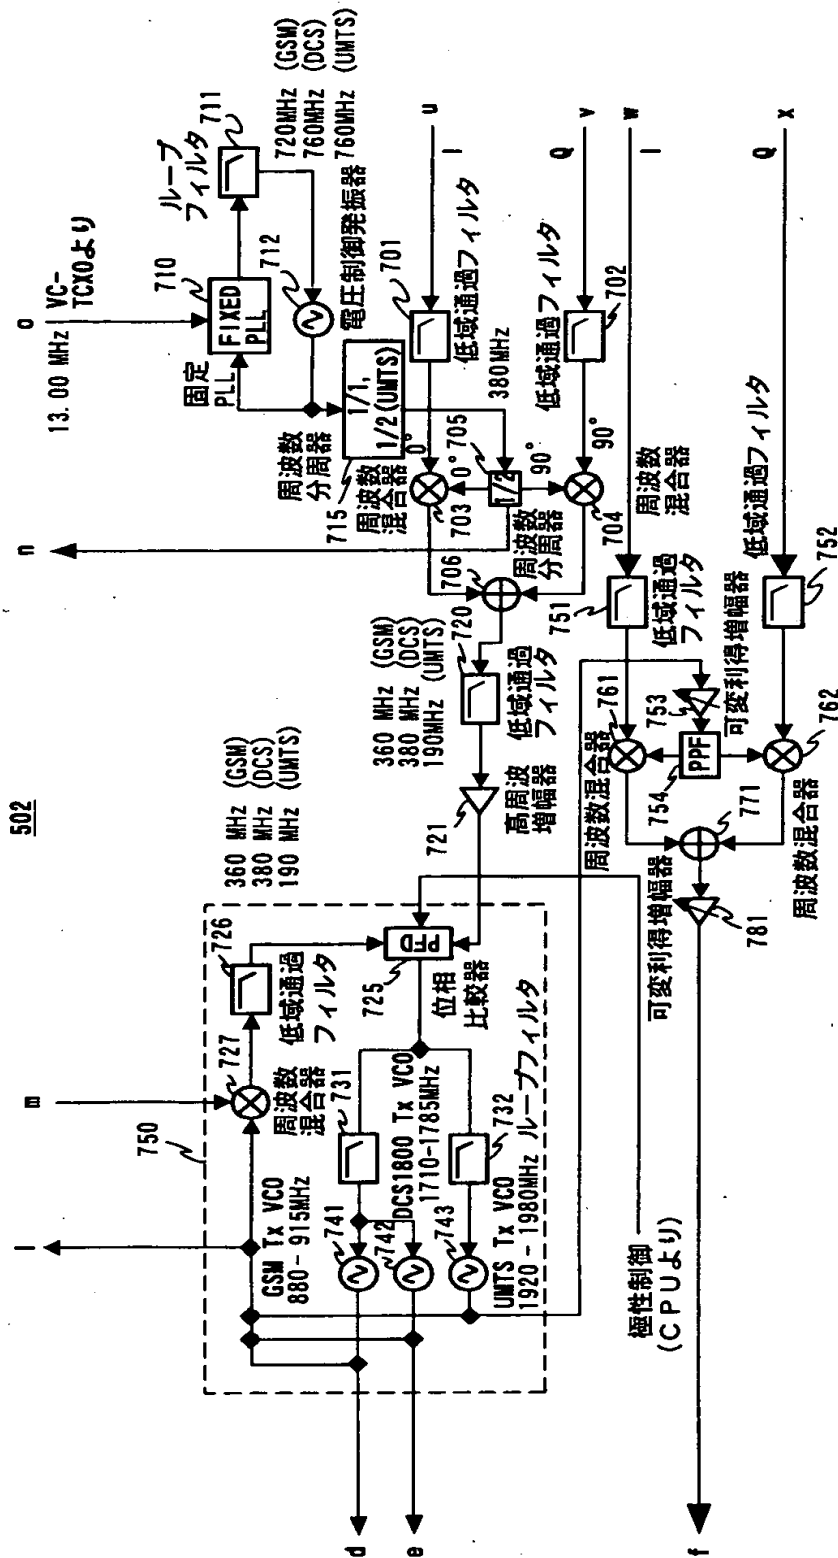 502
o
n
m
l
13.00 MHz
VC-
TCXOより
710
固定
PLL
FIXED
PLL
ループ
フィルタ
711
712
720MHz (GSM)
760MHz (DCS)
760MHz (UMTS)
電圧制御発振器
周波数
分周器
715
1/1,
1/2(UMTS)
380MHz
701
低域通過フィルタ
u
I
周波数
混合器
0°
703
0°
705
1/2
90°
周波数
分周器
90°
704
周波数
混合器
702
低域通過フィルタ
Q
v
w
I
706
360 MHz (GSM)
380 MHz (DCS)
190MHz (UMTS)
720
低域通過
フィルタ
721
高周波
増幅器
360 MHz (GSM)
380 MHz (DCS)
190 MHz (UMTS)
750
727
周波数
混合器
726
低域通過
フィルタ
PFD
725
位相
比較器
731
732
ループフィルタ
GSM Tx VCO
880-915MHz
741
742
DCS1800 Tx VCO
1710-1785MHz
743
UMTS Tx VCO
1920-1980MHz
751
低域通過
フィルタ
752
低域通過フィルタ
Q
x
753
可変利得増幅器
PPF
754
761
周波数混合器
762
周波数混合器
771
781
可変利得増幅器
極性制御
(CPUより)
d
e
f